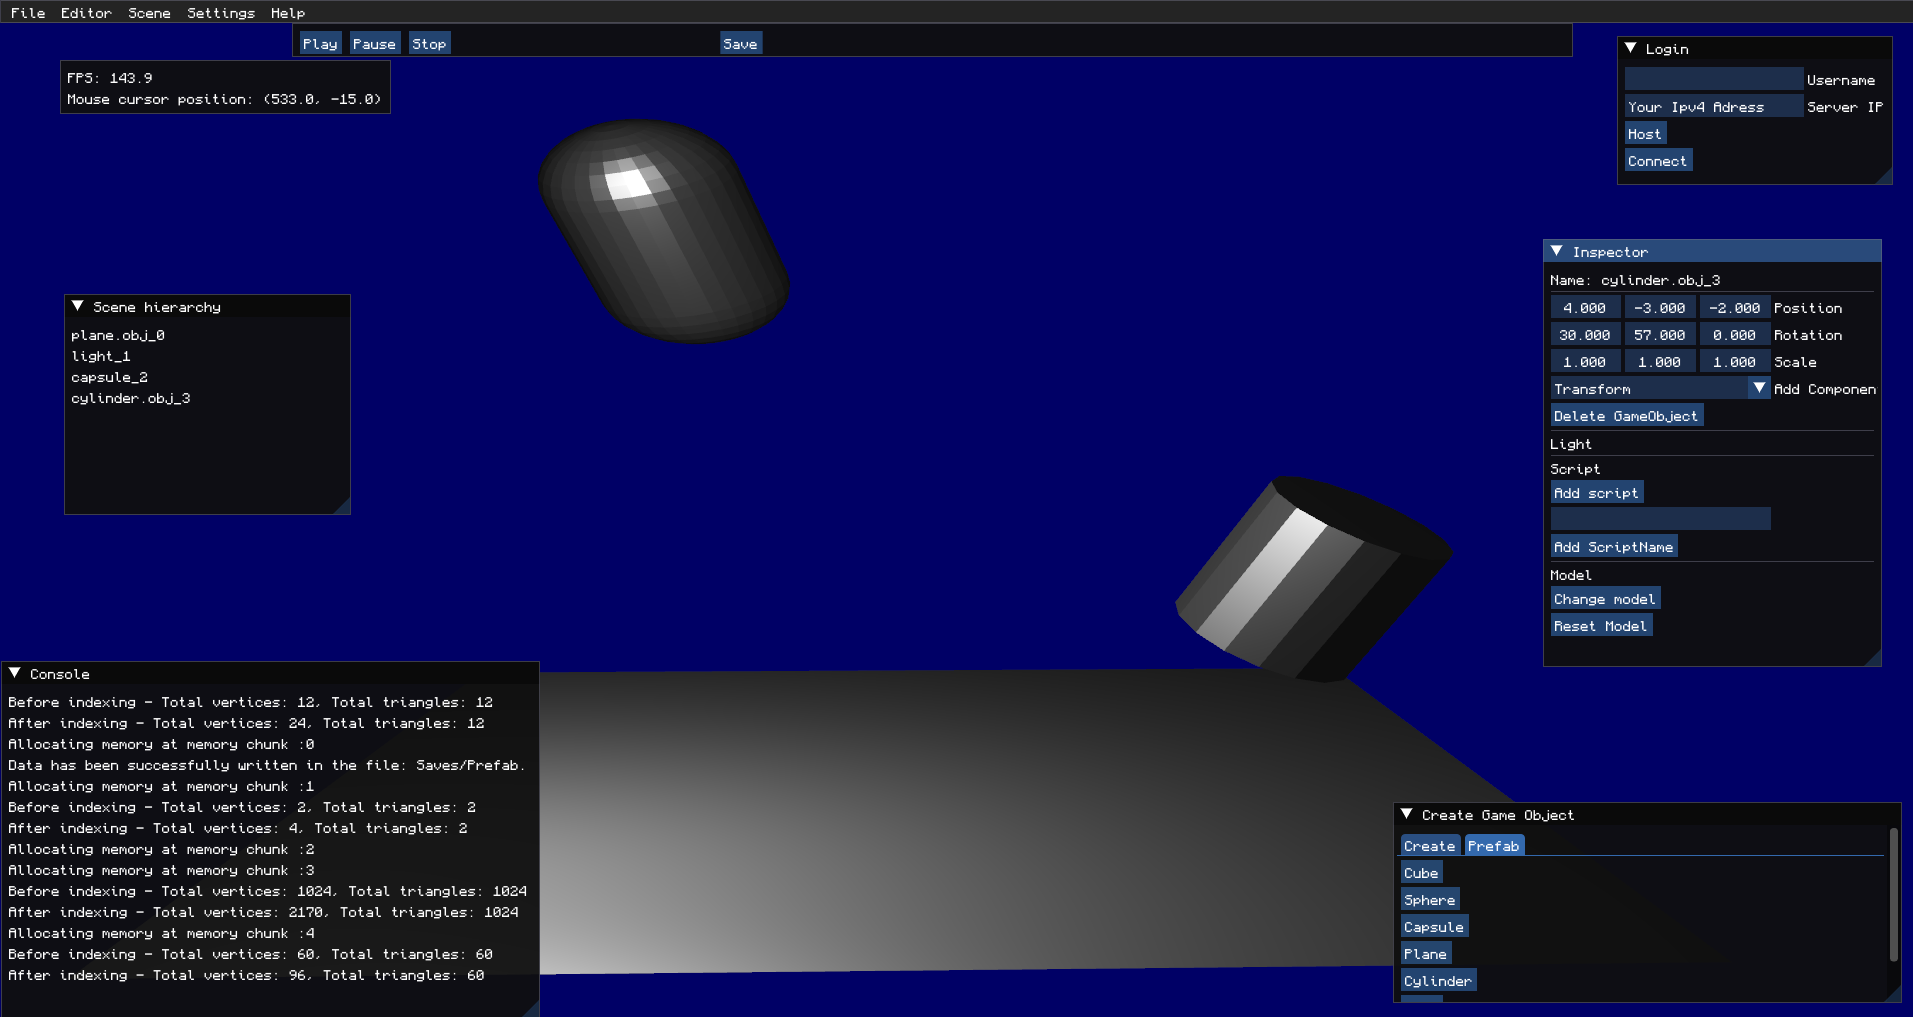 File Editor Scene Settings Help
Play Pause Stop Save
FPS: 143.9
Mouse cursor position: (533.0, -15.0)
Login
Username
Your Ipv4 Adress Server IP
Host
Connect
Scene hierarchy
plane.obj_0
light_1
capsule_2
cylinder.obj_3
Inspector
Name: cylinder.obj_3
4.000 -3.000 -2.000 Position
30.000 57.000 0.000 Rotation
1.000 1.000 1.000 Scale
Transform Add Componen
Delete GameObject
Light
Script
Add script
Add ScriptName
Model
Change model
Reset Model
Console
Before indexing - Total vertices: 12, Total triangles: 12
After indexing - Total vertices: 24, Total triangles: 12
Allocating memory at memory chunk :0
Data has been successfully written in the file: Saves/Prefab.
Allocating memory at memory chunk :1
Before indexing - Total vertices: 2, Total triangles: 2
After indexing - Total vertices: 4, Total triangles: 2
Allocating memory at memory chunk :2
Allocating memory at memory chunk :3
Before indexing - Total vertices: 1024, Total triangles: 1024
After indexing - Total vertices: 2170, Total triangles: 1024
Allocating memory at memory chunk :4
Before indexing - Total vertices: 60, Total triangles: 60
After indexing - Total vertices: 96, Total triangles: 60
Create Game Object
Create Prefab
Cube
Sphere
Capsule
Plane
Cylinder